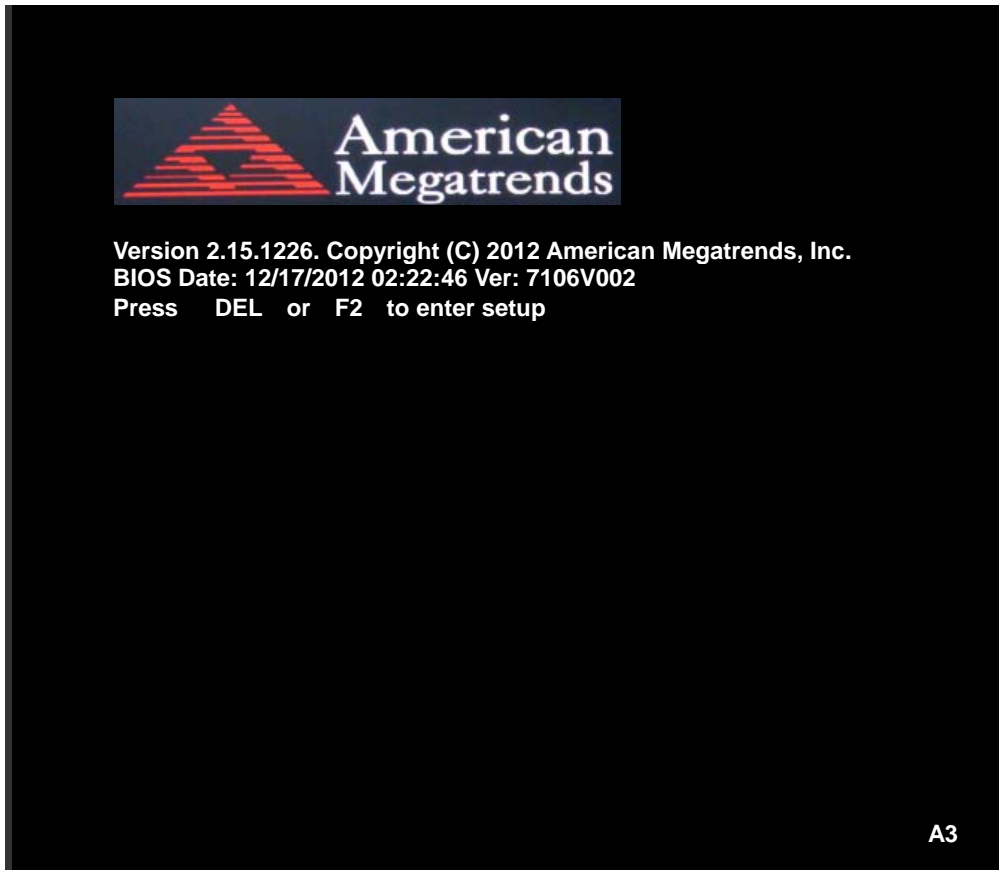 American
Megatrends
Version 2.15.1226. Copyright (C) 2012 American Megatrends, Inc.
BIOS Date: 12/17/2012 02:22:46 Ver: 7106V002
Press DEL or F2 to enter setup
A3